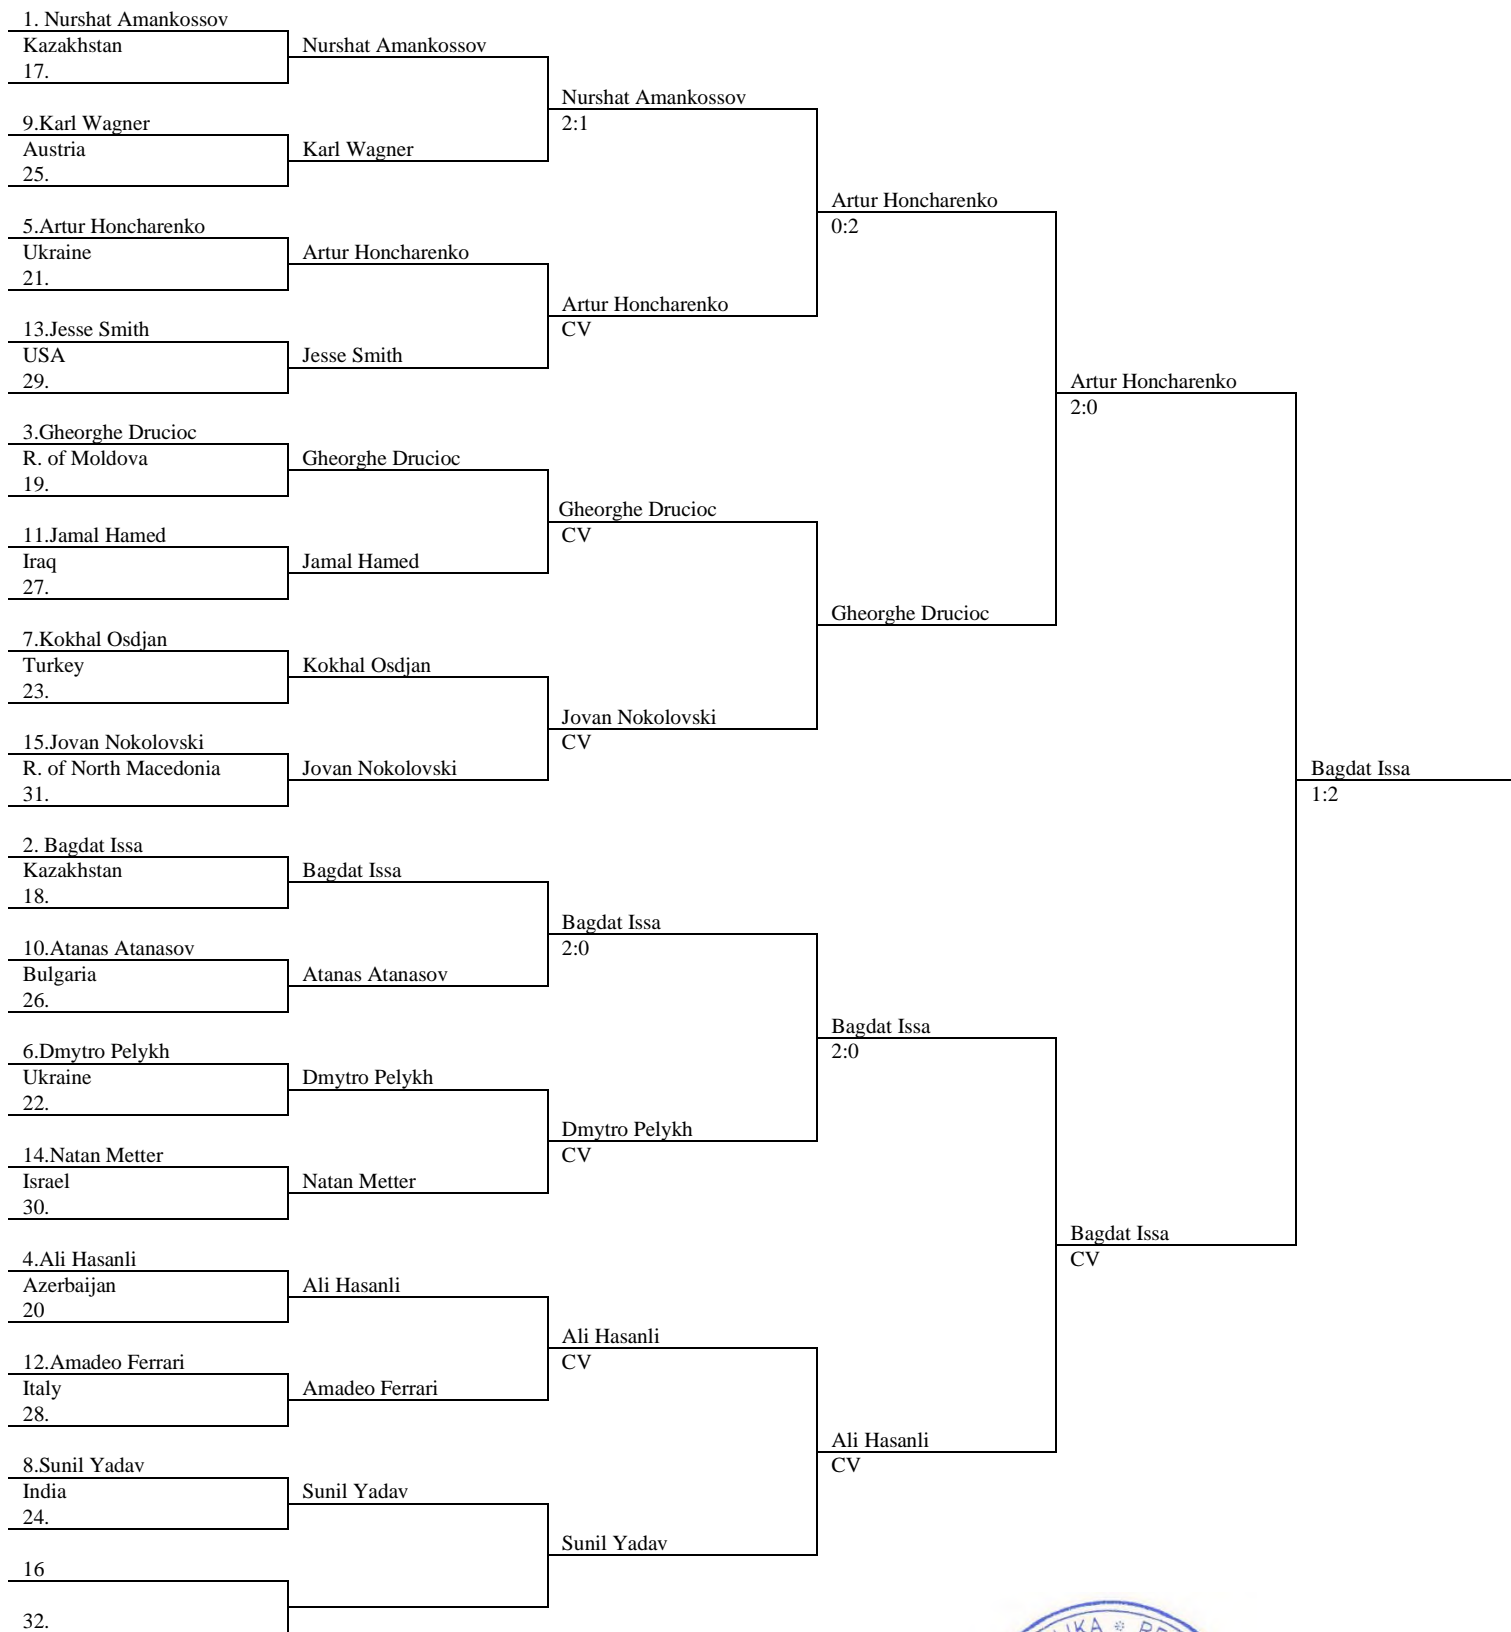 1. Nurshat Amankossov
Kazakhstan
17.
9.Karl Wagner
Austria
25.
5.Artur Honcharenko
Ukraine
21.
13.Jesse Smith
USA
29.
3.Gheorghe Drucioc
R. of Moldova
19.
11.Jamal Hamed
Iraq
27.
7.Kokhal Osdjan
Turkey
23.
15.Jovan Nokolovski
R. of North Macedonia
31.
2. Bagdat Issa
Kazakhstan
18.
10.Atanas Atanasov
Bulgaria
26.
6.Dmytro Pelykh
Ukraine
22.
14.Natan Metter
Israel
30.
4.Ali Hasanli
Azerbaijan
20
12.Amadeo Ferrari
Italy
28.
8.Sunil Yadav
India
24.
16
32.
Nurshat Amankossov
Karl Wagner
Artur Honcharenko
Jesse Smith
Gheorghe Drucioc
Jamal Hamed
Kokhal Osdjan
Jovan Nokolovski
Bagdat Issa
Atanas Atanasov
Dmytro Pelykh
Natan Metter
Ali Hasanli
Amadeo Ferrari
Sunil Yadav
Nurshat Amankossov
2:1
Artur Honcharenko
CV
Gheorghe Drucioc
CV
Jovan Nokolovski
CV
Bagdat Issa
2:0
Dmytro Pelykh
CV
Ali Hasanli
CV
Sunil Yadav
Artur Honcharenko
0:2
Gheorghe Drucioc
Bagdat Issa
2:0
Ali Hasanli
CV
Artur Honcharenko
2:0
Bagdat Issa
CV
Bagdat Issa
1:2